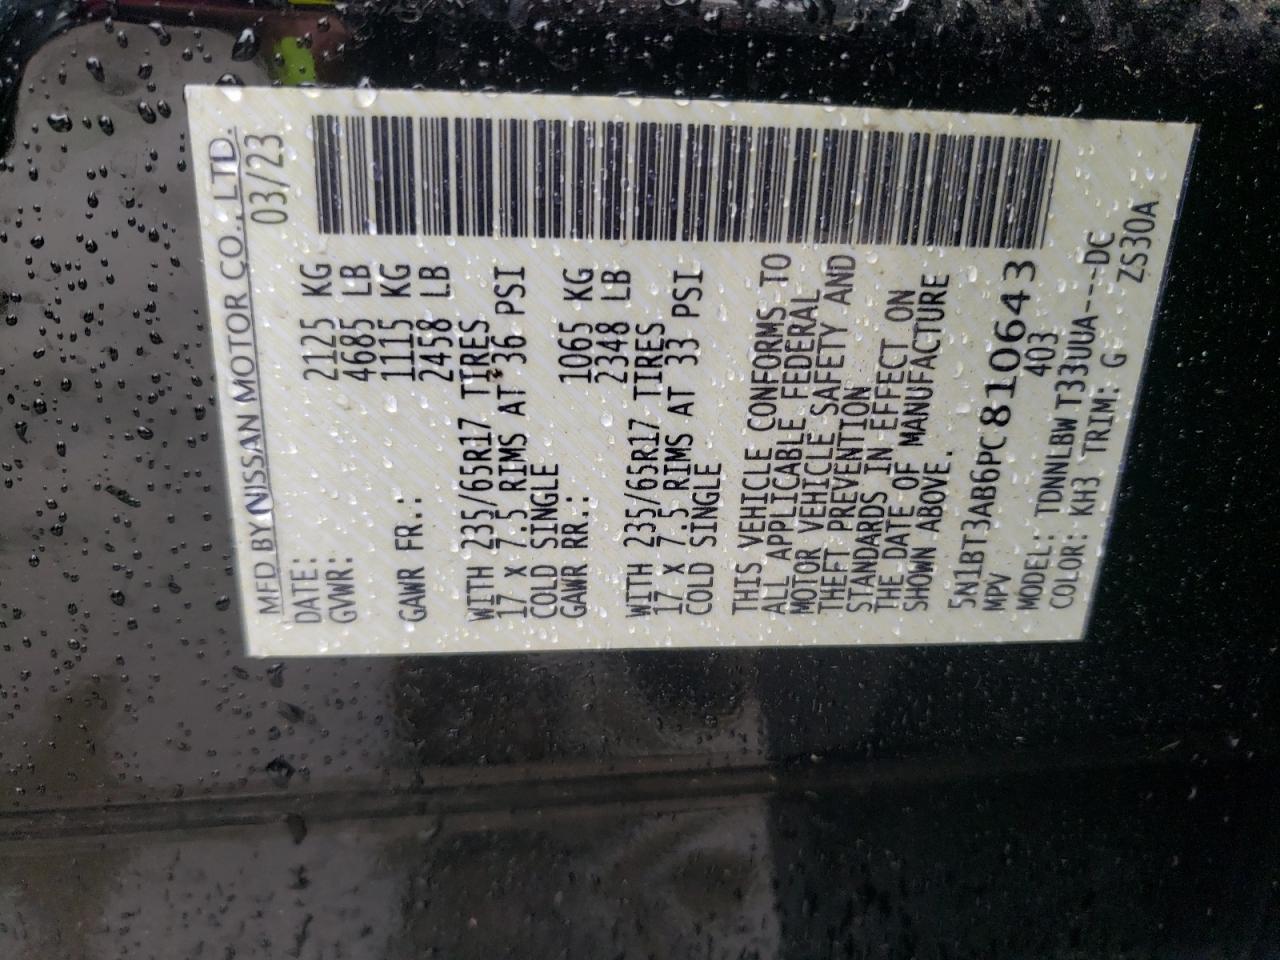 MFD BY NISSAN MOTOR CO., LTD.
DATE: 03/23
GVWR: 2125 KG
4685 LB
GAWR FR.: 1115 KG
2458 LB
WITH 235/65R17 TIRES
17 X 7.5 RIMS AT 36 PSI
COLD SINGLE
GAWR RR.: 1065 KG
2348 LB
WITH 235/65R17 TIRES
17 X 7.5 RIMS AT 33 PSI
COLD SINGLE
THIS VEHICLE CONFORMS TO
ALL APPLICABLE FEDERAL
MOTOR VEHICLE SAFETY AND
THEFT PREVENTION
STANDARDS IN EFFECT ON
THE DATE OF MANUFACTURE
SHOWN ABOVE.
5N1BT3AB6PC810643
MPV 403
MODEL: TDNNLBW T33UUA----DC
COLOR: KH3 TRIM: G ZS30A